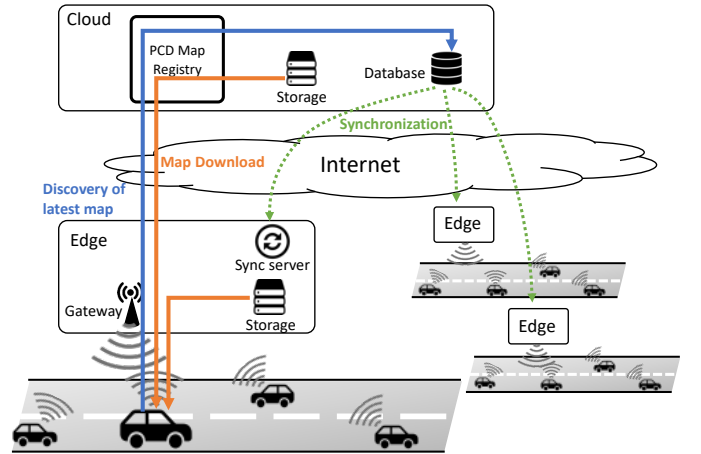 Cloud
PCD Map
Registry
Storage
Database
Synchronization
Map Download
Internet
Discovery of
latest map
Edge
Sync server
Gateway
Storage
Edge
Edge